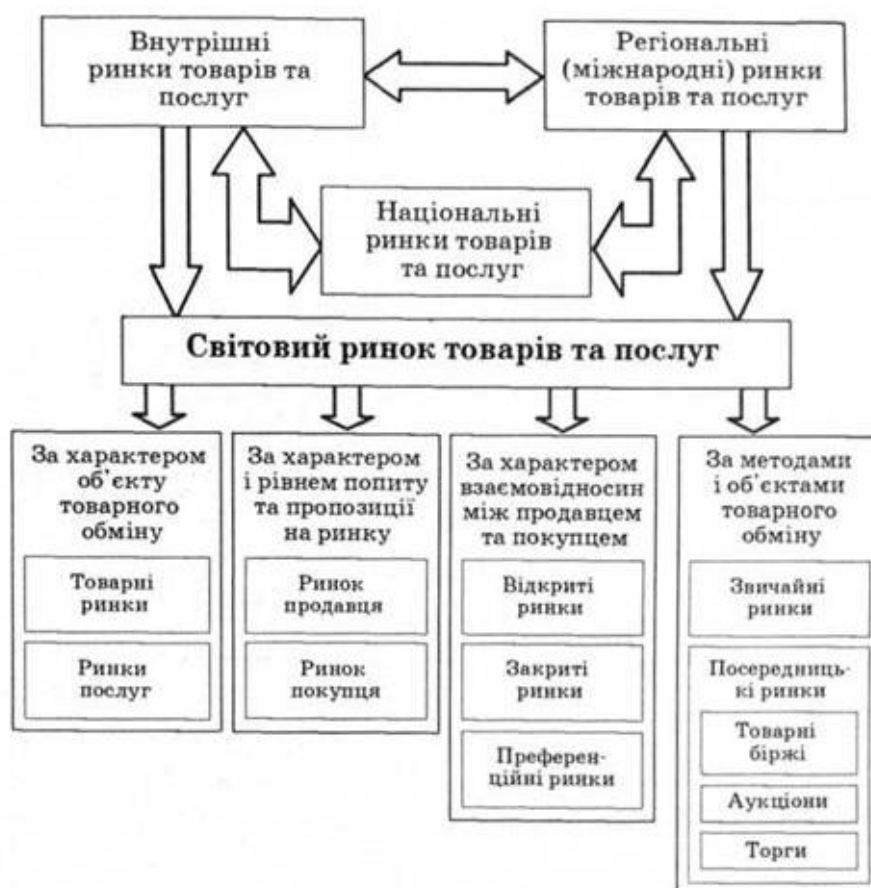 Внутрішні
ринки товарів та
послуг
Регіональні
(міжнародні) ринки
товарів та послуг
Національні
ринки товарів
та послуг
Світовий ринок товарів та послуг
За характером
об'єкту
товарного
обміну
Товарні
ринки
Ринки
послуг
За характером
і рівнем попиту
та пропозиції
на ринку
Ринок
продавця
Ринок
покупця
За характером
взаємовідносин
між продавцем
та покупцем
Відкриті
ринки
Закриті
ринки
Преферен-
ційні ринки
За методами
і об'єктами
товарного
обміну
Звичайні
ринки
Посередниць-
кі ринки
Товарні
біржі
Аукціони
Торги